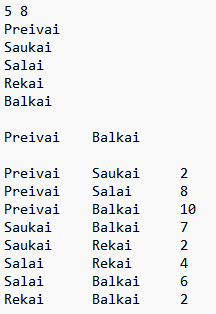 5 8
Preivai
Saukai
Salai
Rekai
Balkai
Preivai Balkai
Preivai Saukai 2
Preivai Salai 8
Preivai Balkai 10
Saukai Balkai 7
Saukai Rekai 2
Salai Rekai 4
Salai Balkai 6
Rekai Balkai 2